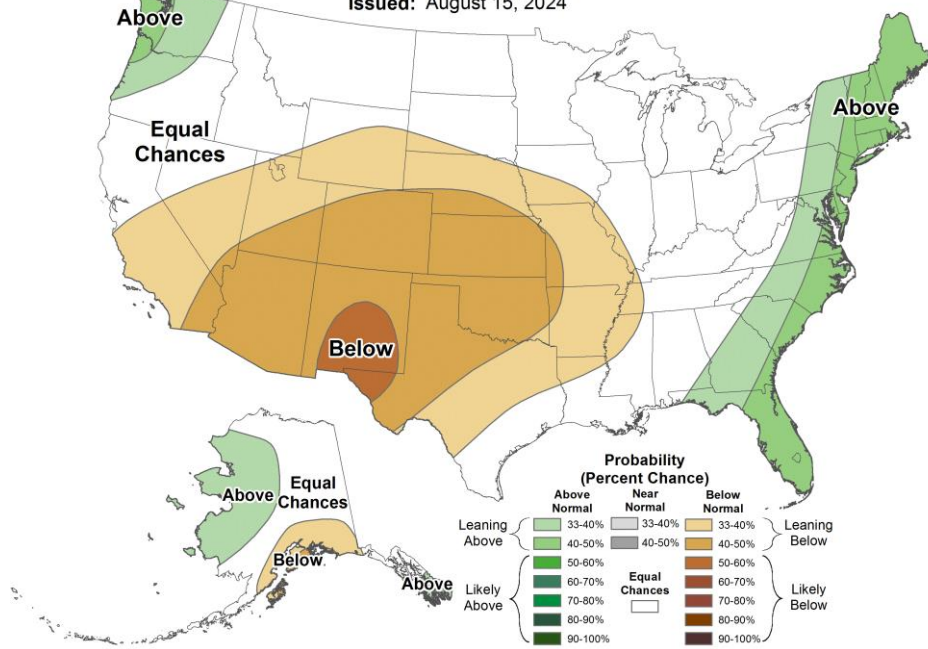 Issued: August 15, 2024
Above
Equal
Chances
Above
Below
Above
Equal
Chances
Below
Above
Probability
(Percent Chance)
Above
Normal
Near
Normal
Below
Normal
Leaning
Above
33-40%
33-40%
33-40%
Leaning
Below
40-50%
40-50%
40-50%
Likely
Above
50-60%
50-60%
60-70%
Equal
Chances
60-70%
70-80%
70-80%
Likely
Below
80-90%
80-90%
90-100%
90-100%